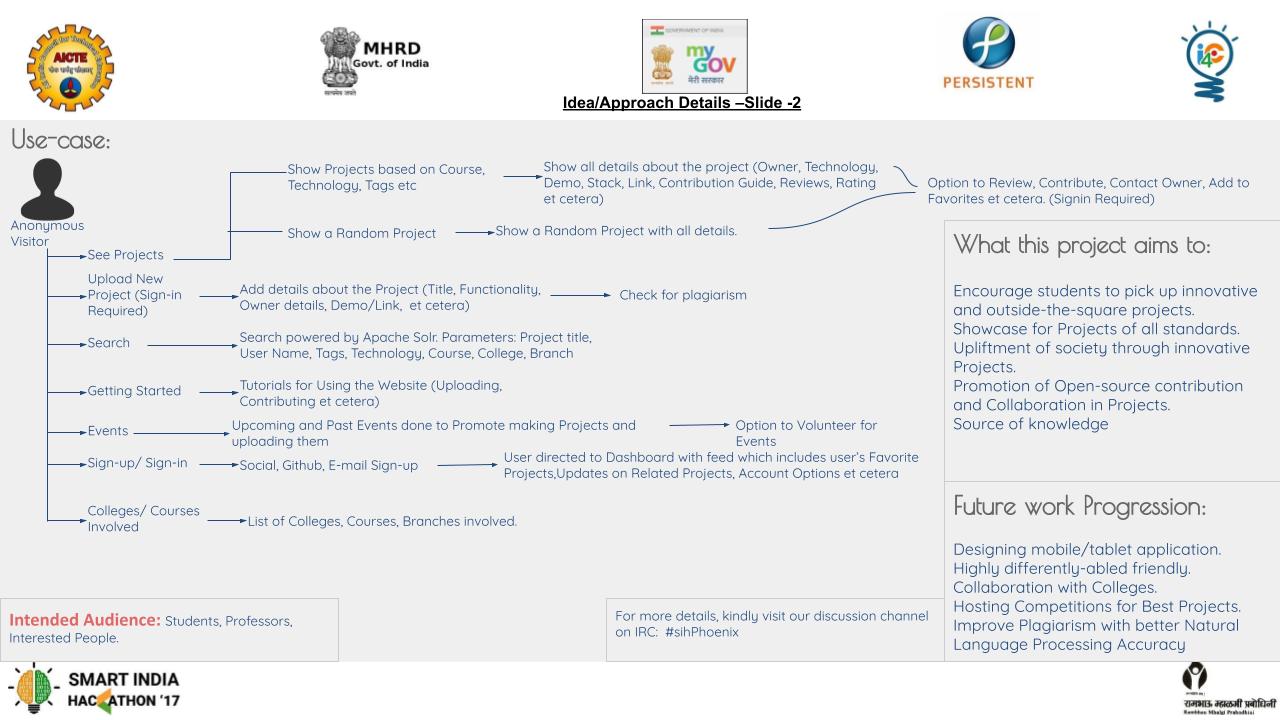 AICTE
MHRD
Govt. of India
सत्यमेव जयते
GOVERNMENT OF INDIA
my
GOV
मेरी सरकार
PERSISTENT
i4c
Idea/Approach Details –Slide -2
Use-case:
Anonymous
Visitor
See Projects
Show Projects based on Course,
Technology, Tags etc
Show all details about the project (Owner, Technology,
Demo, Stack, Link, Contribution Guide, Reviews, Rating
et cetera)
Option to Review, Contribute, Contact Owner, Add to
Favorites et cetera. (Signin Required)
Show a Random Project
Show a Random Project with all details.
Upload New
Project (Sign-in
Required)
Add details about the Project (Title, Functionality,
Owner details, Demo/Link,  et cetera)
Check for plagiarism
Search
Search powered by Apache Solr. Parameters: Project title,
User Name, Tags, Technology, Course, College, Branch
Getting Started
Tutorials for Using the Website (Uploading,
Contributing et cetera)
Events
Upcoming and Past Events done to Promote making Projects and
uploading them
Option to Volunteer for
Events
Sign-up/ Sign-in
Social, Github, E-mail Sign-up
User directed to Dashboard with feed which includes user's Favorite
Projects,Updates on Related Projects, Account Options et cetera
Colleges/ Courses
Involved
List of Colleges, Courses, Branches involved.
What this project aims to:
Encourage students to pick up innovative
and outside-the-square projects.
Showcase for Projects of all standards.
Upliftment of society through innovative
Projects.
Promotion of Open-source contribution
and Collaboration in Projects.
Source of knowledge
Future work Progression:
Designing mobile/tablet application.
Highly differently-abled friendly.
Collaboration with Colleges.
Hosting Competitions for Best Projects.
Improve Plagiarism with better Natural
Language Processing Accuracy
Intended Audience: Students, Professors,
Interested People.
For more details, kindly visit our discussion channel
on IRC:  #sihPhoenix
SMART INDIA
HACKATHON '17
रामभाऊ म्हाळगी प्रबोधिनी
Rambhau Mhalgi Prabodhini